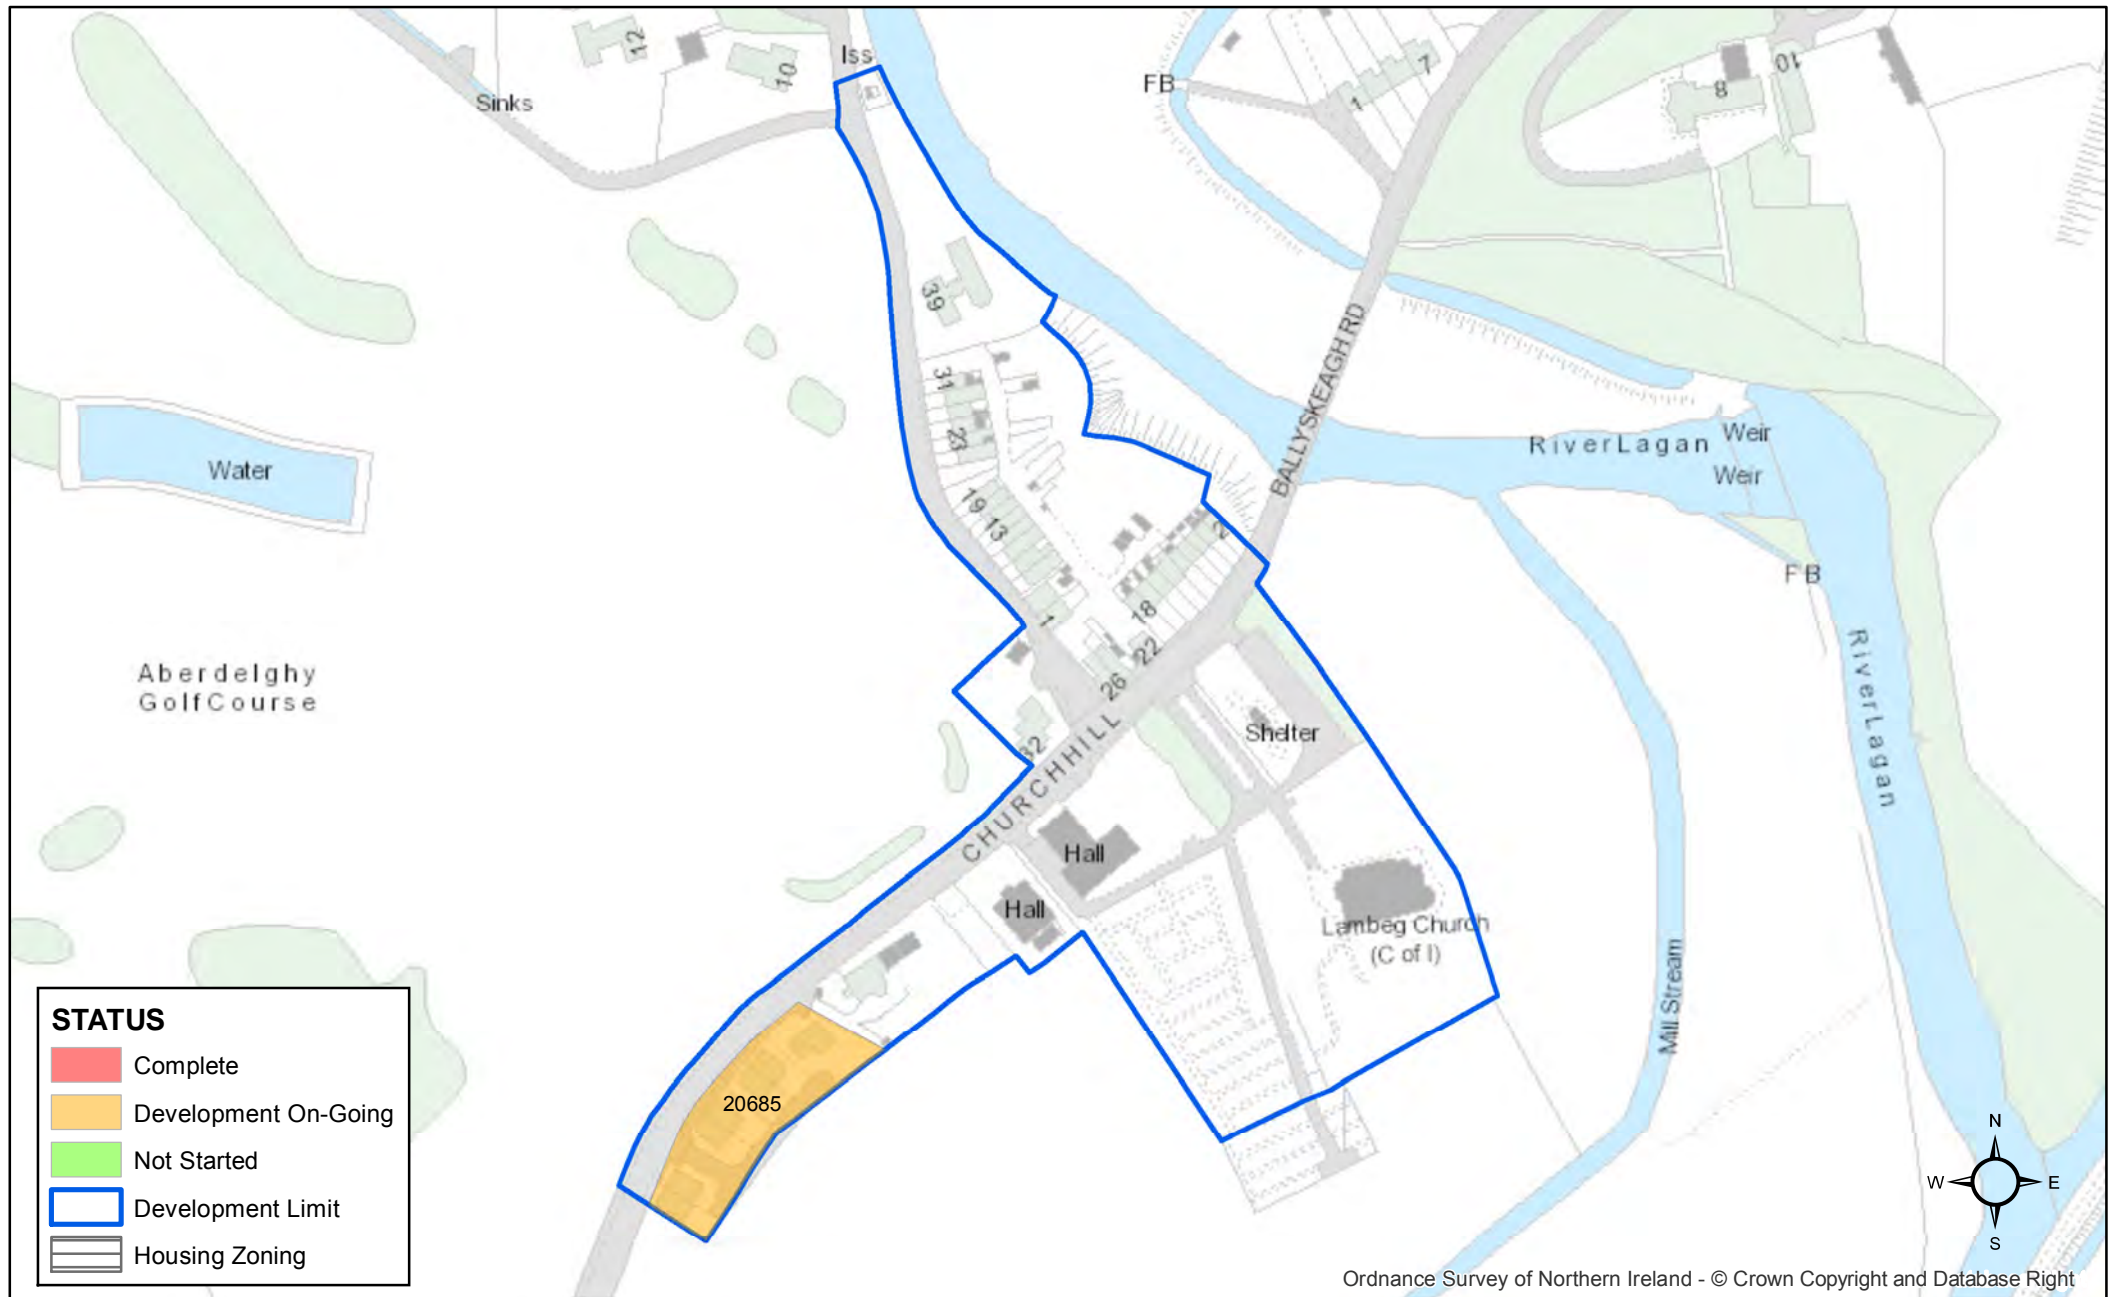 12
10
Iss
Sinks
FB
1
7
8
10
39
31
23
19
13
1
2
18
22
26
32
BALLYSKEAGH RD
River Lagan
Weir
Weir
FB
River Lagan
Water
Aberdelghy
Golf Course
CHURCH HILL
Shelter
Hall
Hall
Lambeg Church
(C of I)
Mill Stream
20685
STATUS
Complete
Development On-Going
Not Started
Development Limit
Housing Zoning
N
W
E
S
Ordnance Survey of Northern Ireland - © Crown Copyright and Database Right